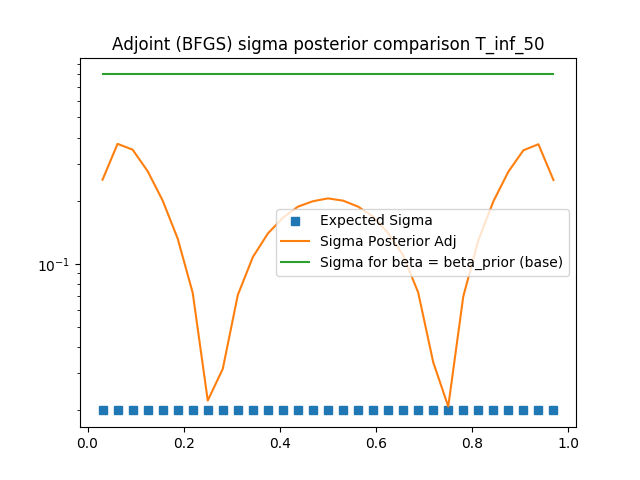 Adjoint (BFGS) sigma posterior comparison T_inf_50
10⁻¹
Expected Sigma
Sigma Posterior Adj
Sigma for beta = beta_prior (base)
0.0 0.2 0.4 0.6 0.8 1.0